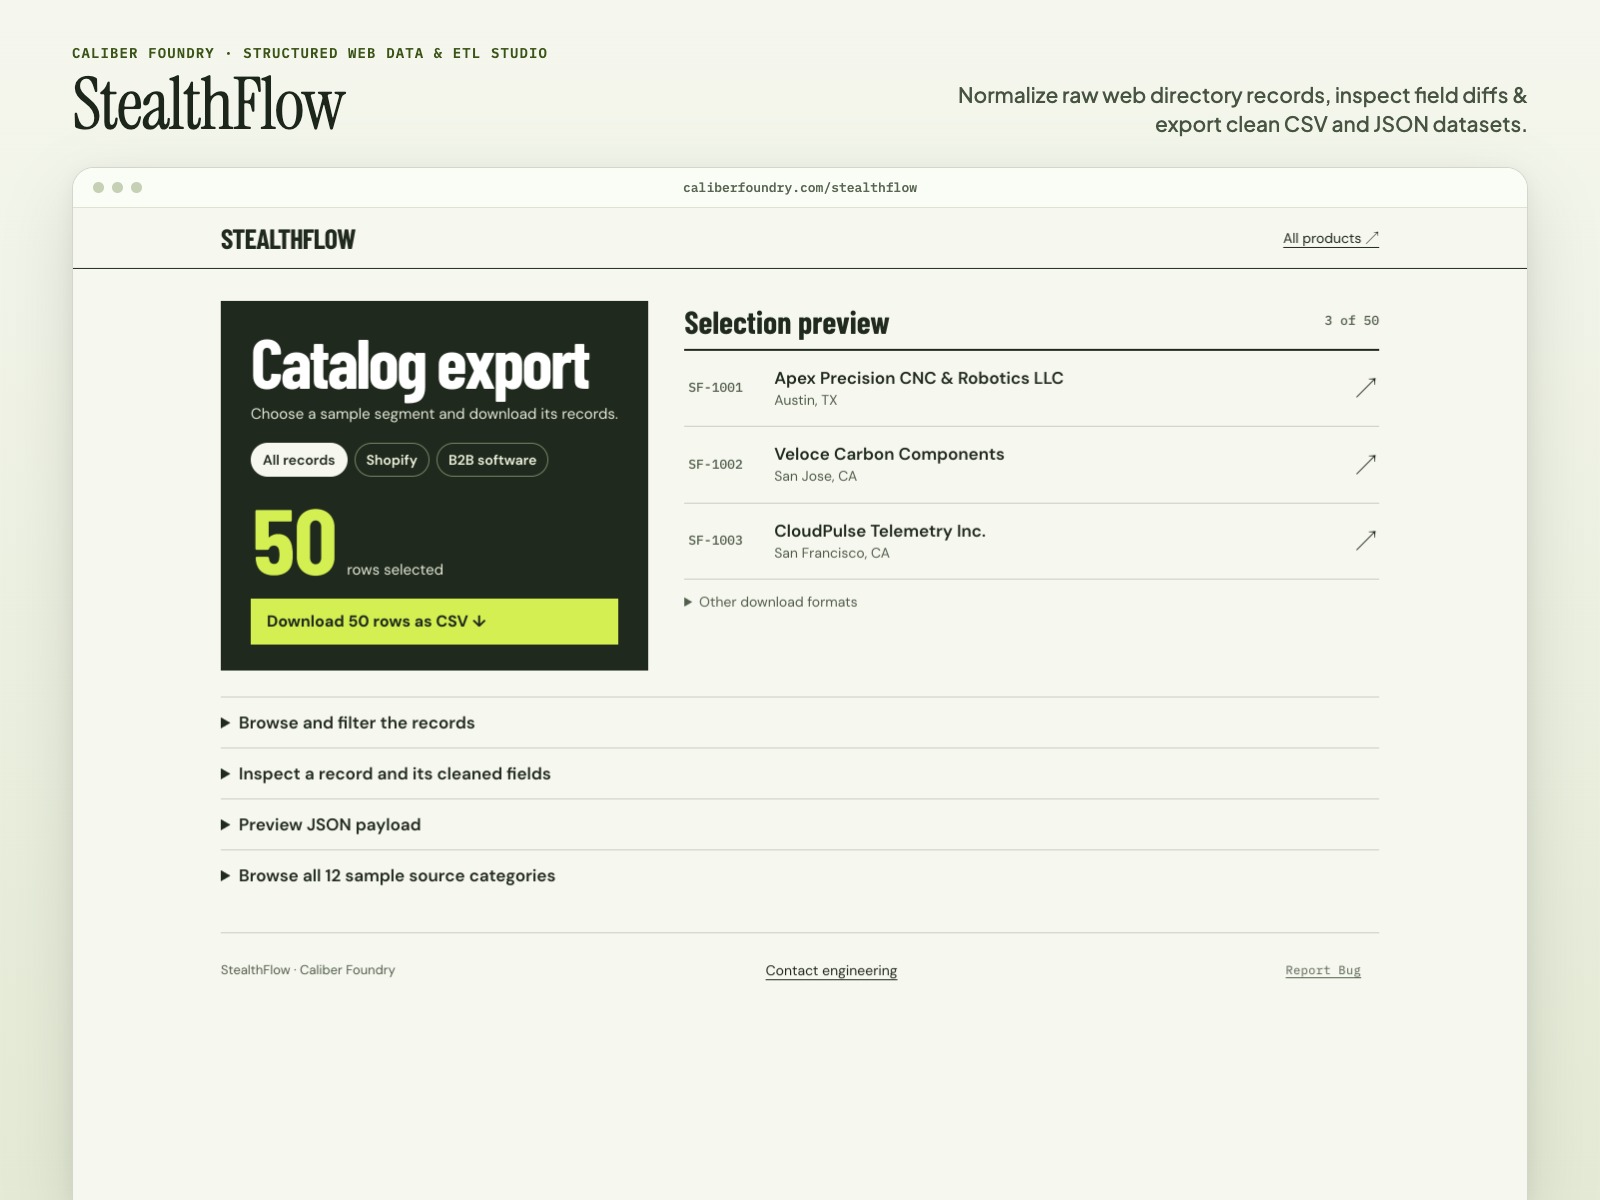 CALIBER FOUNDRY · STRUCTURED WEB DATA & ETL STUDIO
StealthFlow
Normalize raw web directory records, inspect field diffs &
export clean CSV and JSON datasets.
caliberfoundry.com/stealthflow
STEALTHFLOW
All products ↗
Catalog export
Choose a sample segment and download its records.
All records
Shopify
B2B software
50 rows selected
Download 50 rows as CSV ↓
Selection preview
3 of 50
SF-1001
Apex Precision CNC & Robotics LLC
Austin, TX
↗
SF-1002
Veloce Carbon Components
San Jose, CA
↗
SF-1003
CloudPulse Telemetry Inc.
San Francisco, CA
↗
▶ Other download formats
▶ Browse and filter the records
▶ Inspect a record and its cleaned fields
▶ Preview JSON payload
▶ Browse all 12 sample source categories
StealthFlow · Caliber Foundry
Contact engineering
Report Bug